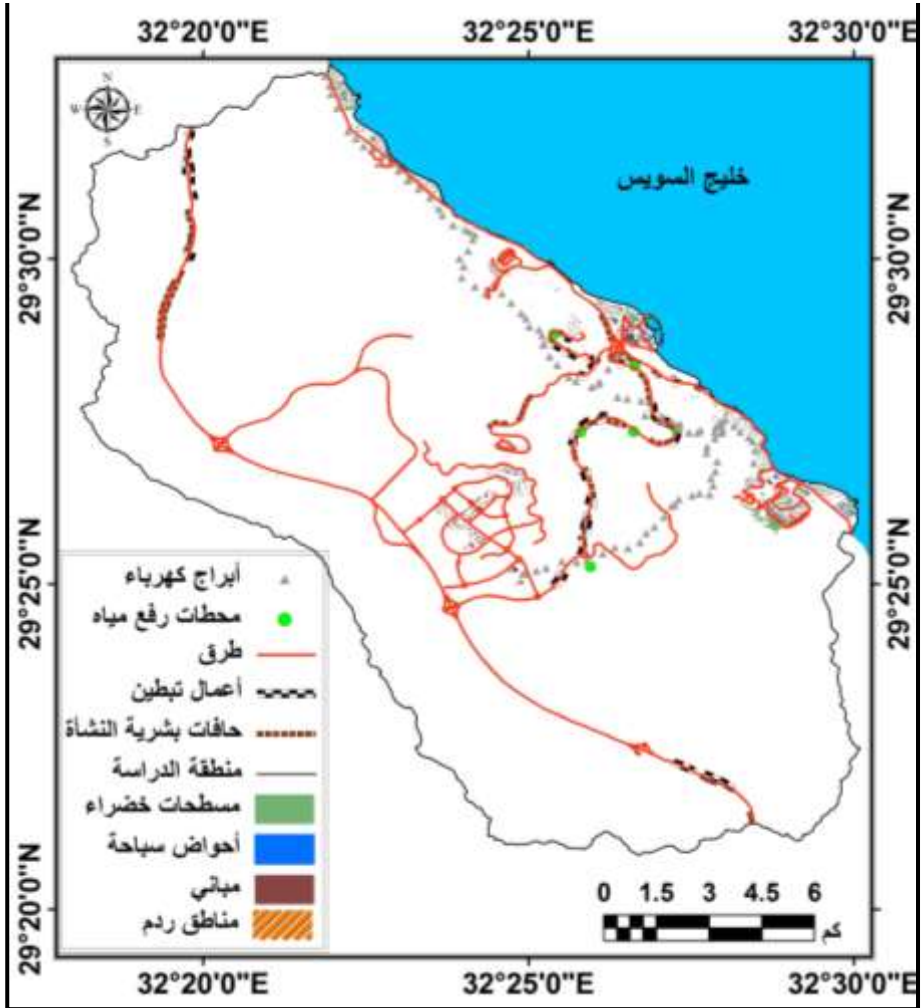 32°20'0"E 32°25'0"E 32°30'0"E
N
W E
S
خليج السويس
29°30'0"N 29°30'0"N
29°25'0"N 29°25'0"N
29°20'0"N 29°20'0"N
أبراج كهرباء
محطات رفع مياه
طرق
أعمال تبطين
حافات بشرية النشأة
منطقة الدراسة
مسطحات خضراء
أحواض سباحة
مباني
مناطق ردم
0 1.5 3 4.5 6
كم
32°20'0"E 32°25'0"E 32°30'0"E